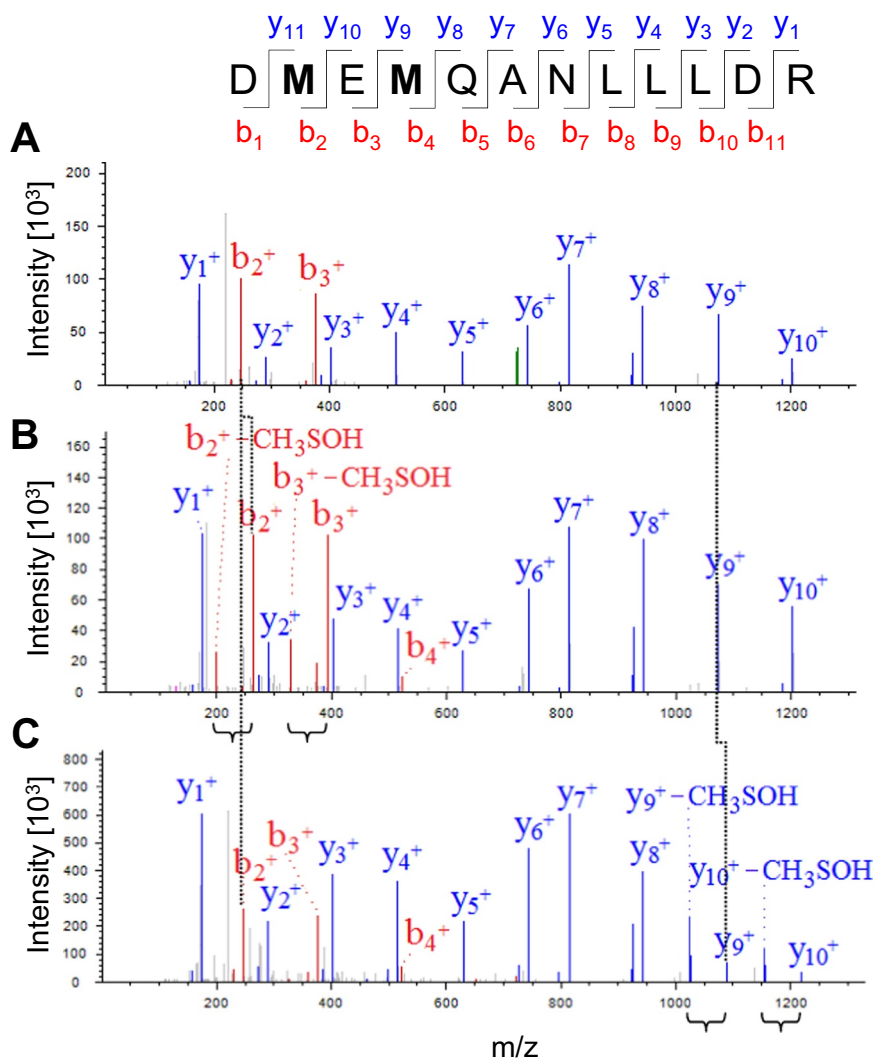 y11 y10 y9 y8 y7 y6 y5 y4 y3 y2 y1
D M E M Q A N L L L D R
b1 b2 b3 b4 b5 b6 b7 b8 b9 b10 b11
A
Intensity [10³]
200
150
100
50
0
y1+ b2+ y2+ b3+ y3+ y4+ y5+ y6+ y7+ y8+ y9+ y10+
200 400 600 800 1000 1200
B
Intensity [10³]
160
140
120
100
80
60
40
20
0
b2+ – CH3SOH
b3+ – CH3SOH
y1+ b2+ y2+ b3+ y3+ y4+ b4+ y5+ y6+ y7+ y8+ y9+ y10+
200 400 600 800 1000 1200
C
Intensity [10³]
800
700
600
500
400
300
200
100
0
y9+ – CH3SOH
y10+ – CH3SOH
y1+ b2+ y2+ b3+ y3+ y4+ b4+ y5+ y6+ y7+ y8+ y9+ y10+
200 400 600 800 1000 1200
m/z